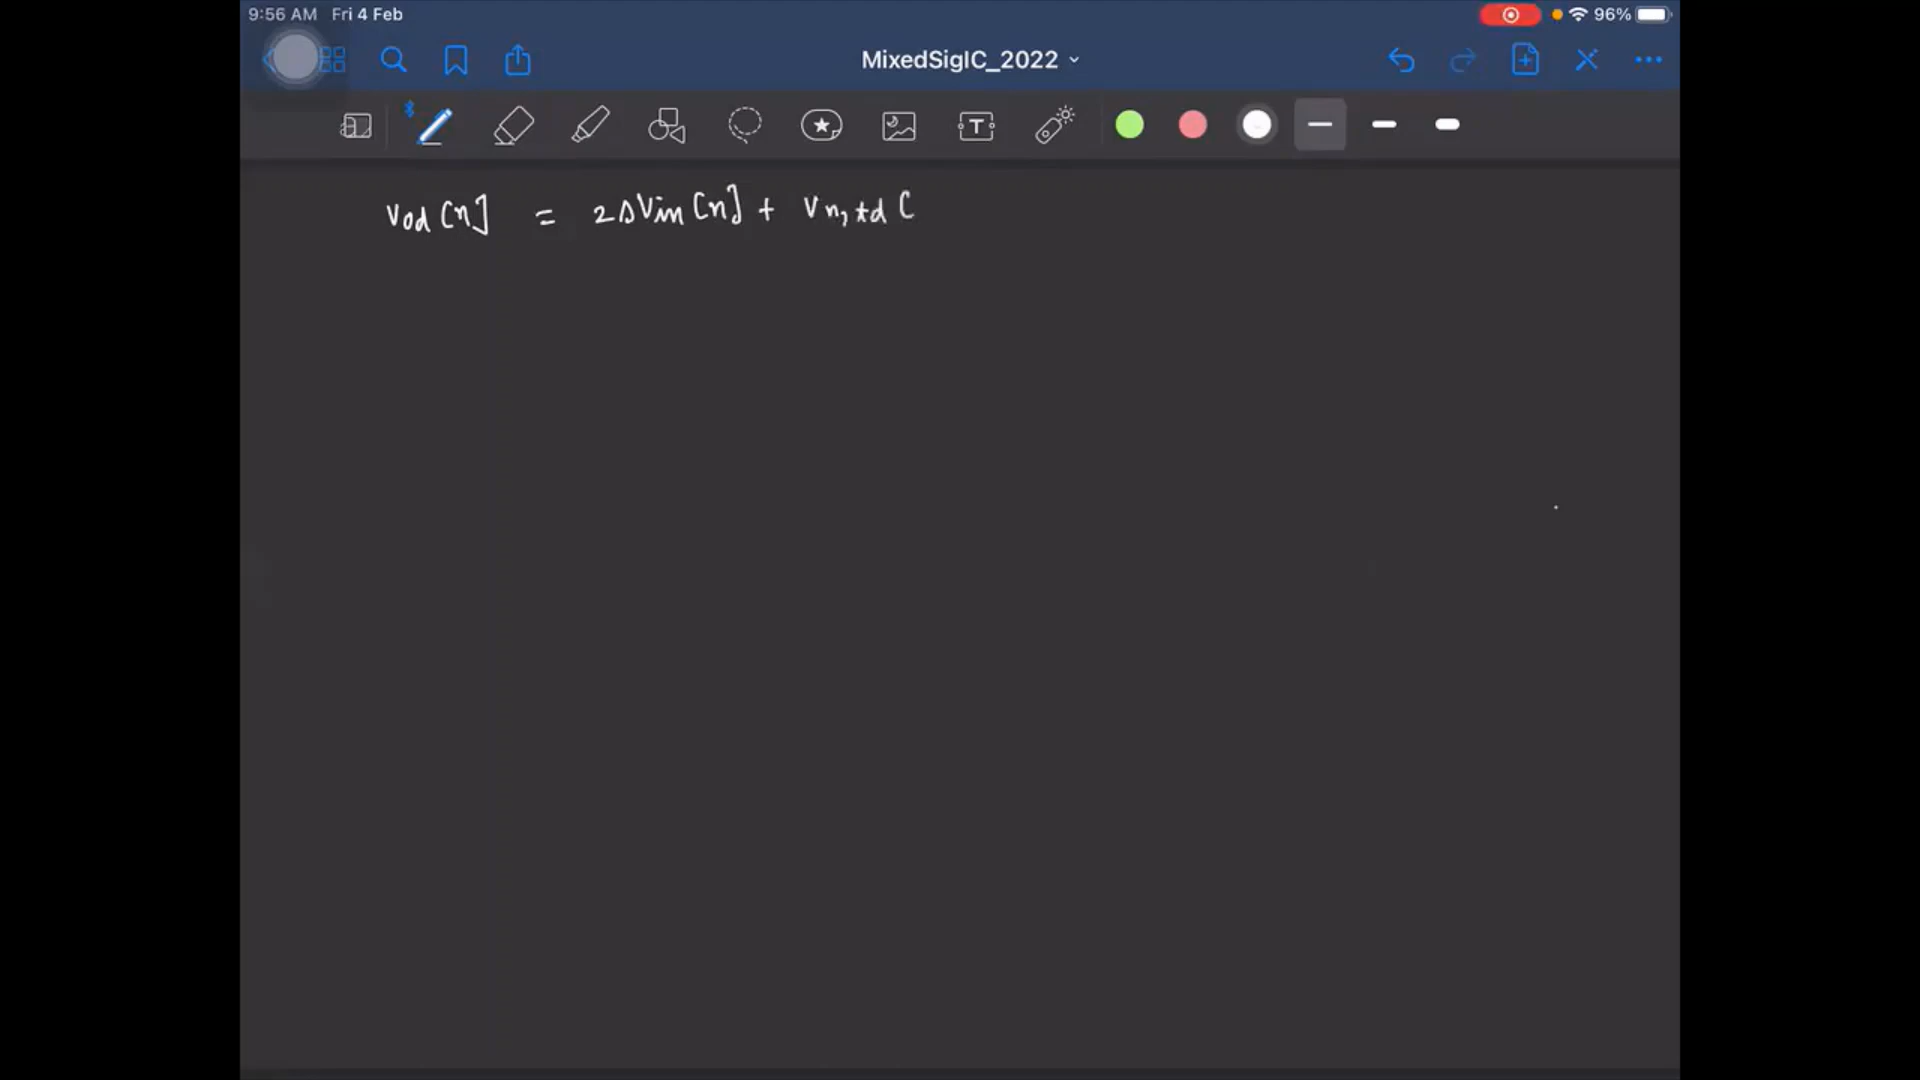 9:56 AM Fri 4 Feb 96%
MixedSigIC_2022
T
Vod [n] = 2ΔVin [n] + Vn,td [